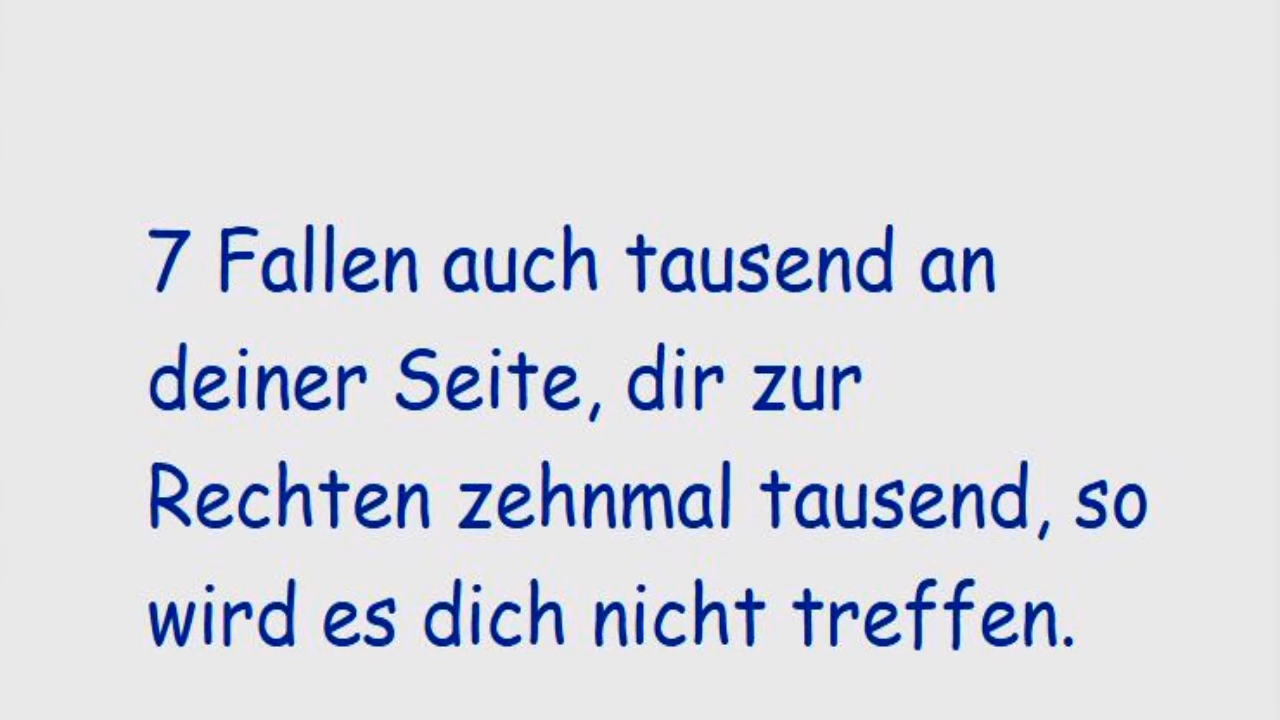 7 Fallen auch tausend an
deiner Seite, dir zur
Rechten zehnmal tausend, so
wird es dich nicht treffen.